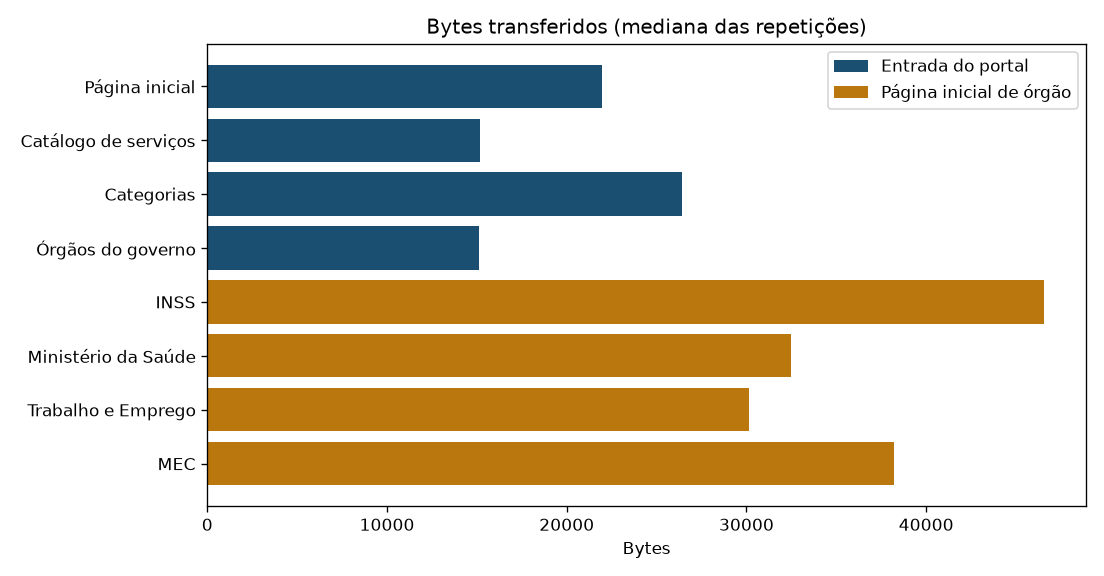 Bytes transferidos (mediana das repetições)
Entrada do portal
Página inicial de órgão
Página inicial
Catálogo de serviços
Categorias
Órgãos do governo
INSS
Ministério da Saúde
Trabalho e Emprego
MEC
0 10000 20000 30000 40000
Bytes